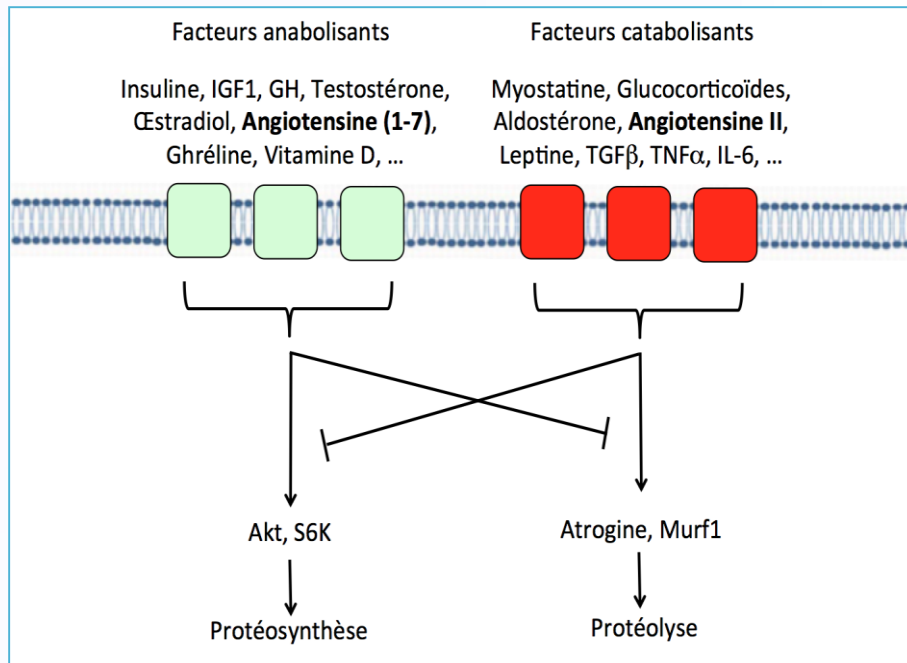 Facteurs anabolisants
Insuline, IGF1, GH, Testostérone,
Œstradiol, Angiotensine (1-7),
Ghréline, Vitamine D, ...
Facteurs catabolisants
Myostatine, Glucocorticoïdes,
Aldostérone, Angiotensine II,
Leptine, TGFβ, TNFα, IL-6, ...
Akt, S6K
Protéosynthèse
Atrogine, Murf1
Protéolyse